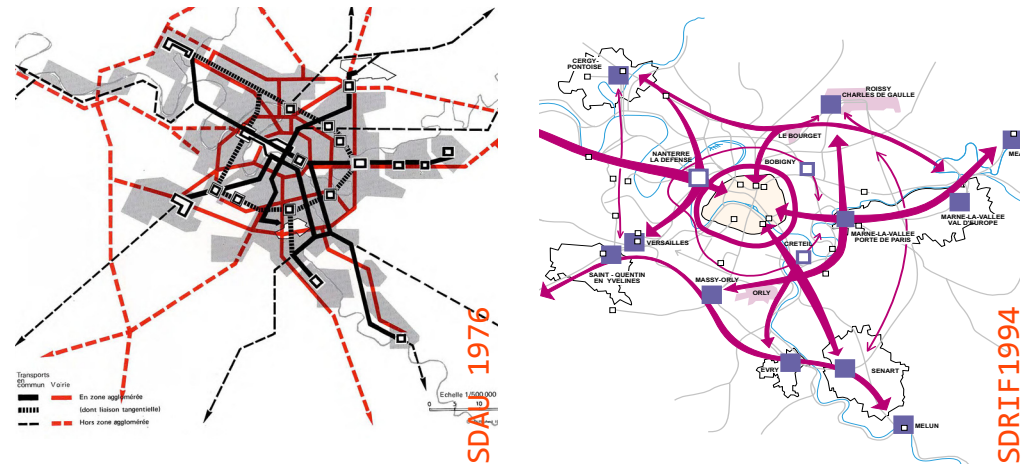 Transports
en
commun Voirie
En zone agglomérée
(dont liaison tangentielle)
Hors zone agglomérée
Echelle 1/500 000
0 5 10
SDAU 1976
CERGY-
PONTOISE
ROISSY
CHARLES DE GAULLE
LE BOURGET
NANTERRE
LA DEFENSE
BOBIGNY
MEA
MARNE-LA-VALLEE
VAL D'EUROPE
MARNE-LA-VALLEE
PORTE DE PARIS
VERSAILLES
CRETEIL
SAINT - QUENTIN
EN YVELINES
MASSY-ORLY
ORLY
EVRY
SENART
MELUN
SDRIF1994